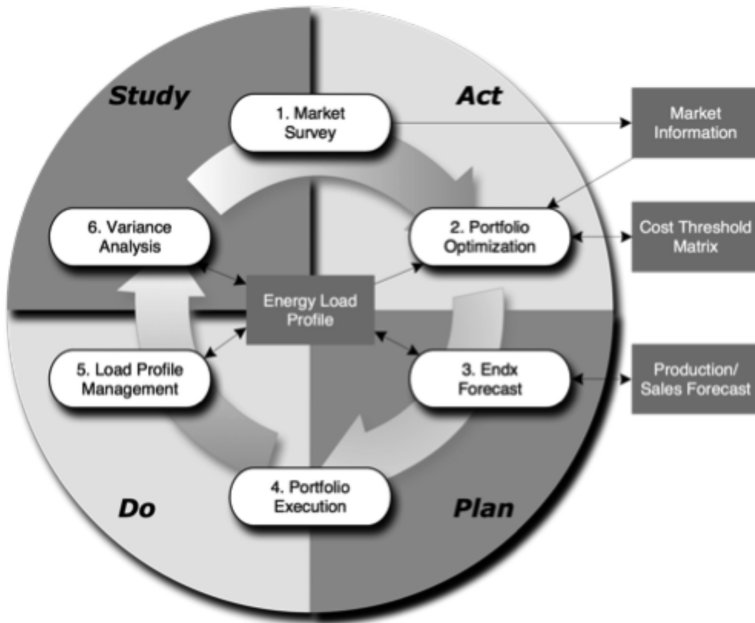 Study
Act
1. Market
Survey
Market
Information
6. Variance
Analysis
2. Portfolio
Optimization
Cost Threshold
Matrix
Energy Load
Profile
5. Load Profile
Management
3. Endx
Forecast
Production/
Sales Forecast
4. Portfolio
Execution
Do
Plan